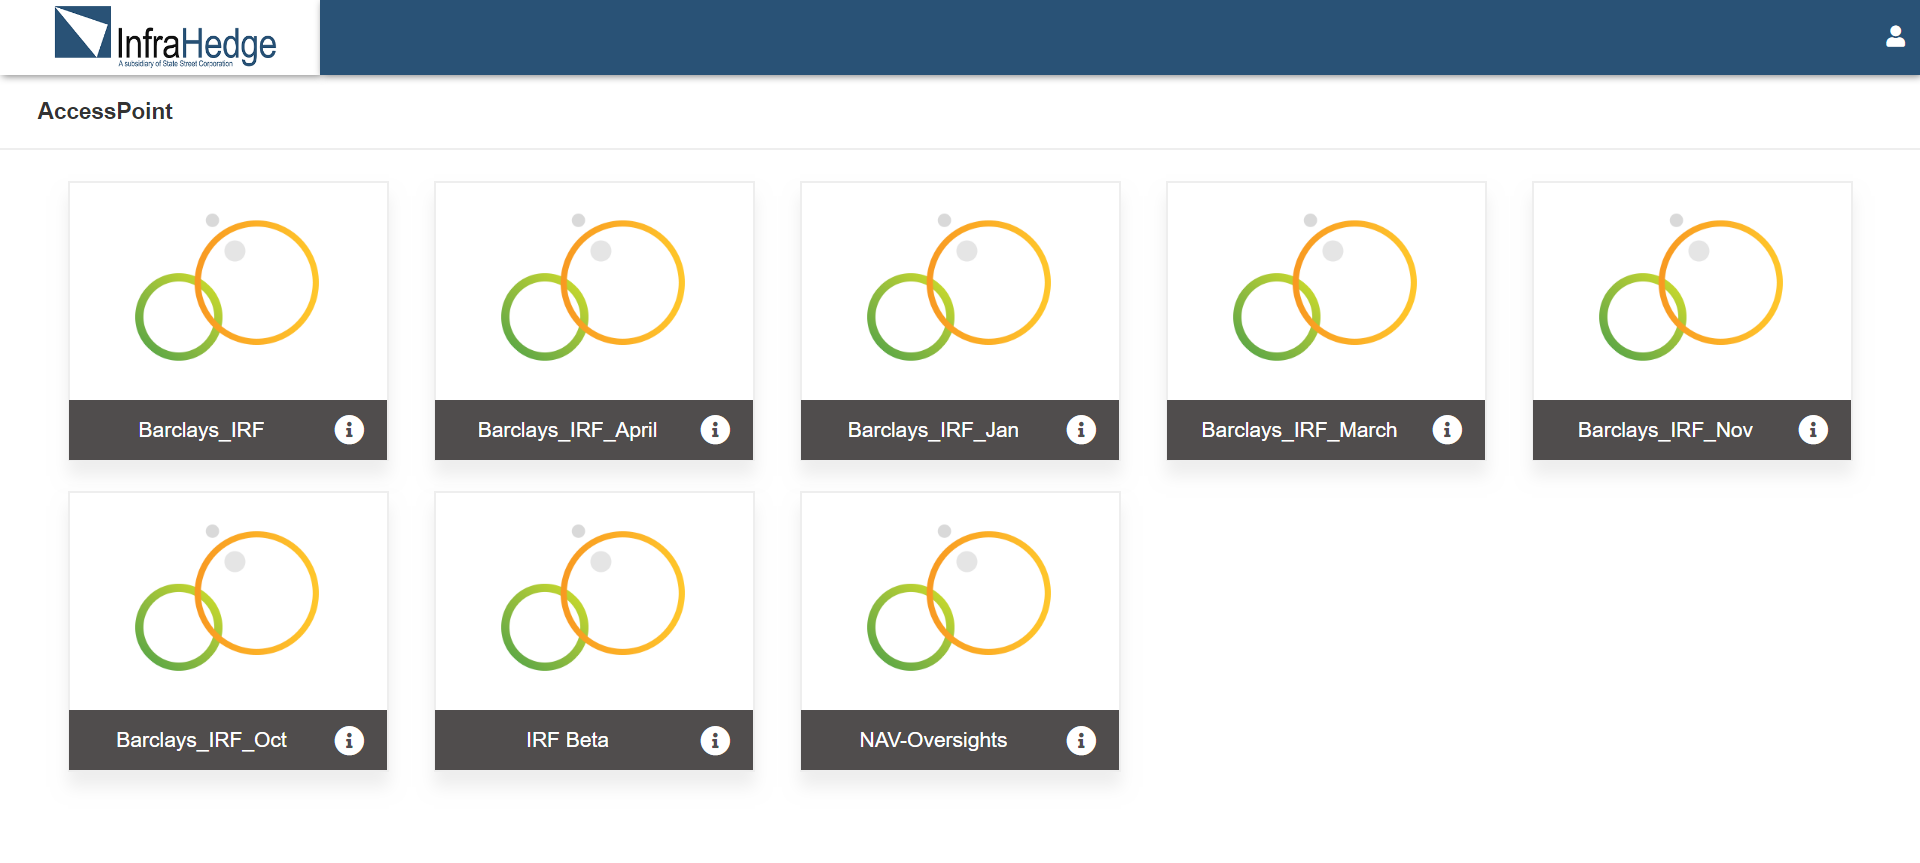 InfraHedge
A subsidiary of State Street Corporation
AccessPoint
Barclays_IRF
Barclays_IRF_April
Barclays_IRF_Jan
Barclays_IRF_March
Barclays_IRF_Nov
Barclays_IRF_Oct
IRF Beta
NAV-Oversights